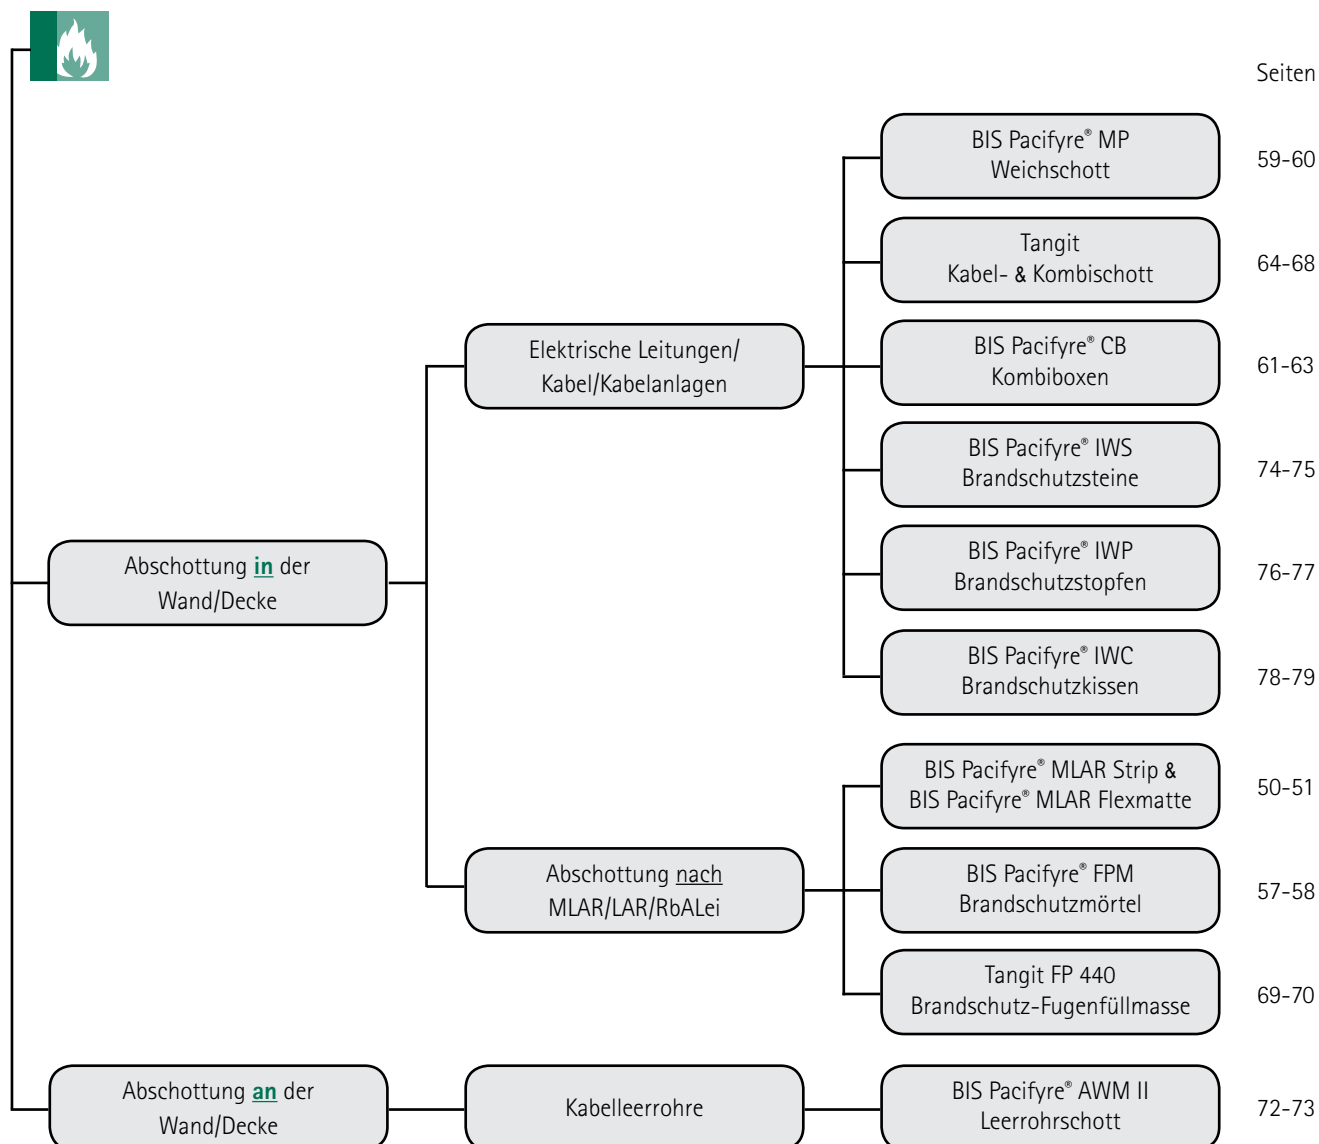 Seiten
BIS Pacifyre® MP
Weichschott
59-60
Tangit
Kabel- & Kombischott
64-68
Elektrische Leitungen/
Kabel/Kabelanlagen
BIS Pacifyre® CB
Kombiboxen
61-63
BIS Pacifyre® IWS
Brandschutzsteine
74-75
Abschottung in der
Wand/Decke
BIS Pacifyre® IWP
Brandschutzstopfen
76-77
BIS Pacifyre® IWC
Brandschutzkissen
78-79
BIS Pacifyre® MLAR Strip &
BIS Pacifyre® MLAR Flexmatte
50-51
Abschottung nach
MLAR/LAR/RbALei
BIS Pacifyre® FPM
Brandschutzmörtel
57-58
Tangit FP 440
Brandschutz-Fugenfüllmasse
69-70
Abschottung an der
Wand/Decke
Kabelleerrohre
BIS Pacifyre® AWM II
Leerrohrschott
72-73